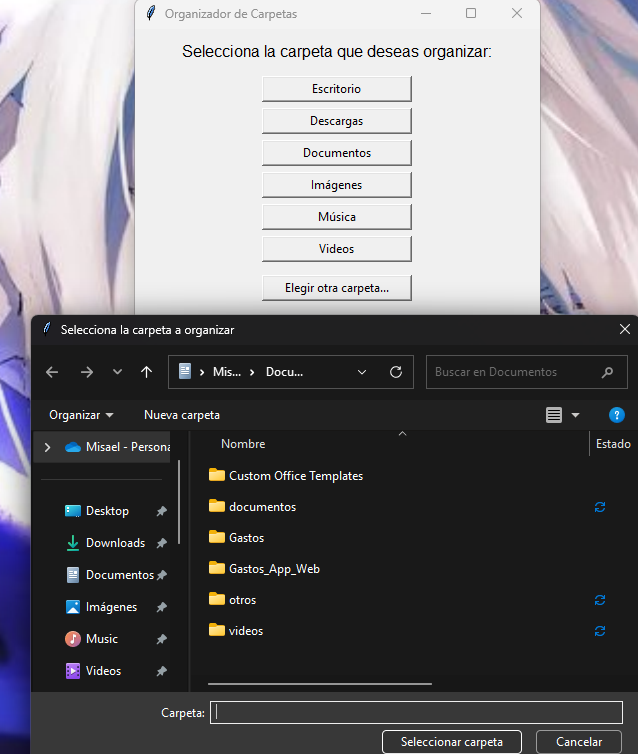 Organizador de Carpetas
Selecciona la carpeta que deseas organizar:
Escritorio
Descargas
Documentos
Imágenes
Música
Videos
Elegir otra carpeta...
Selecciona la carpeta a organizar
Mis... Docu...
Buscar en Documentos
Organizar Nueva carpeta
Misael - Persona
Desktop
Downloads
Documentos
Imágenes
Music
Videos
Nombre Estado
Custom Office Templates
documentos
Gastos
Gastos_App_Web
otros
videos
Carpeta:
Seleccionar carpeta Cancelar